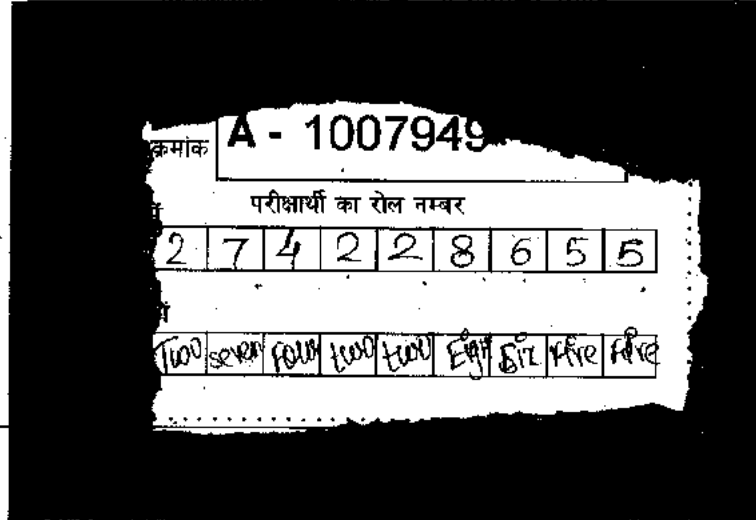 क्रमांक A - 1007949
परीक्षार्थी का रोल नम्बर
2 7 4 2 2 8 6 5 5
Two seven Four two two Eigh Six Five Five